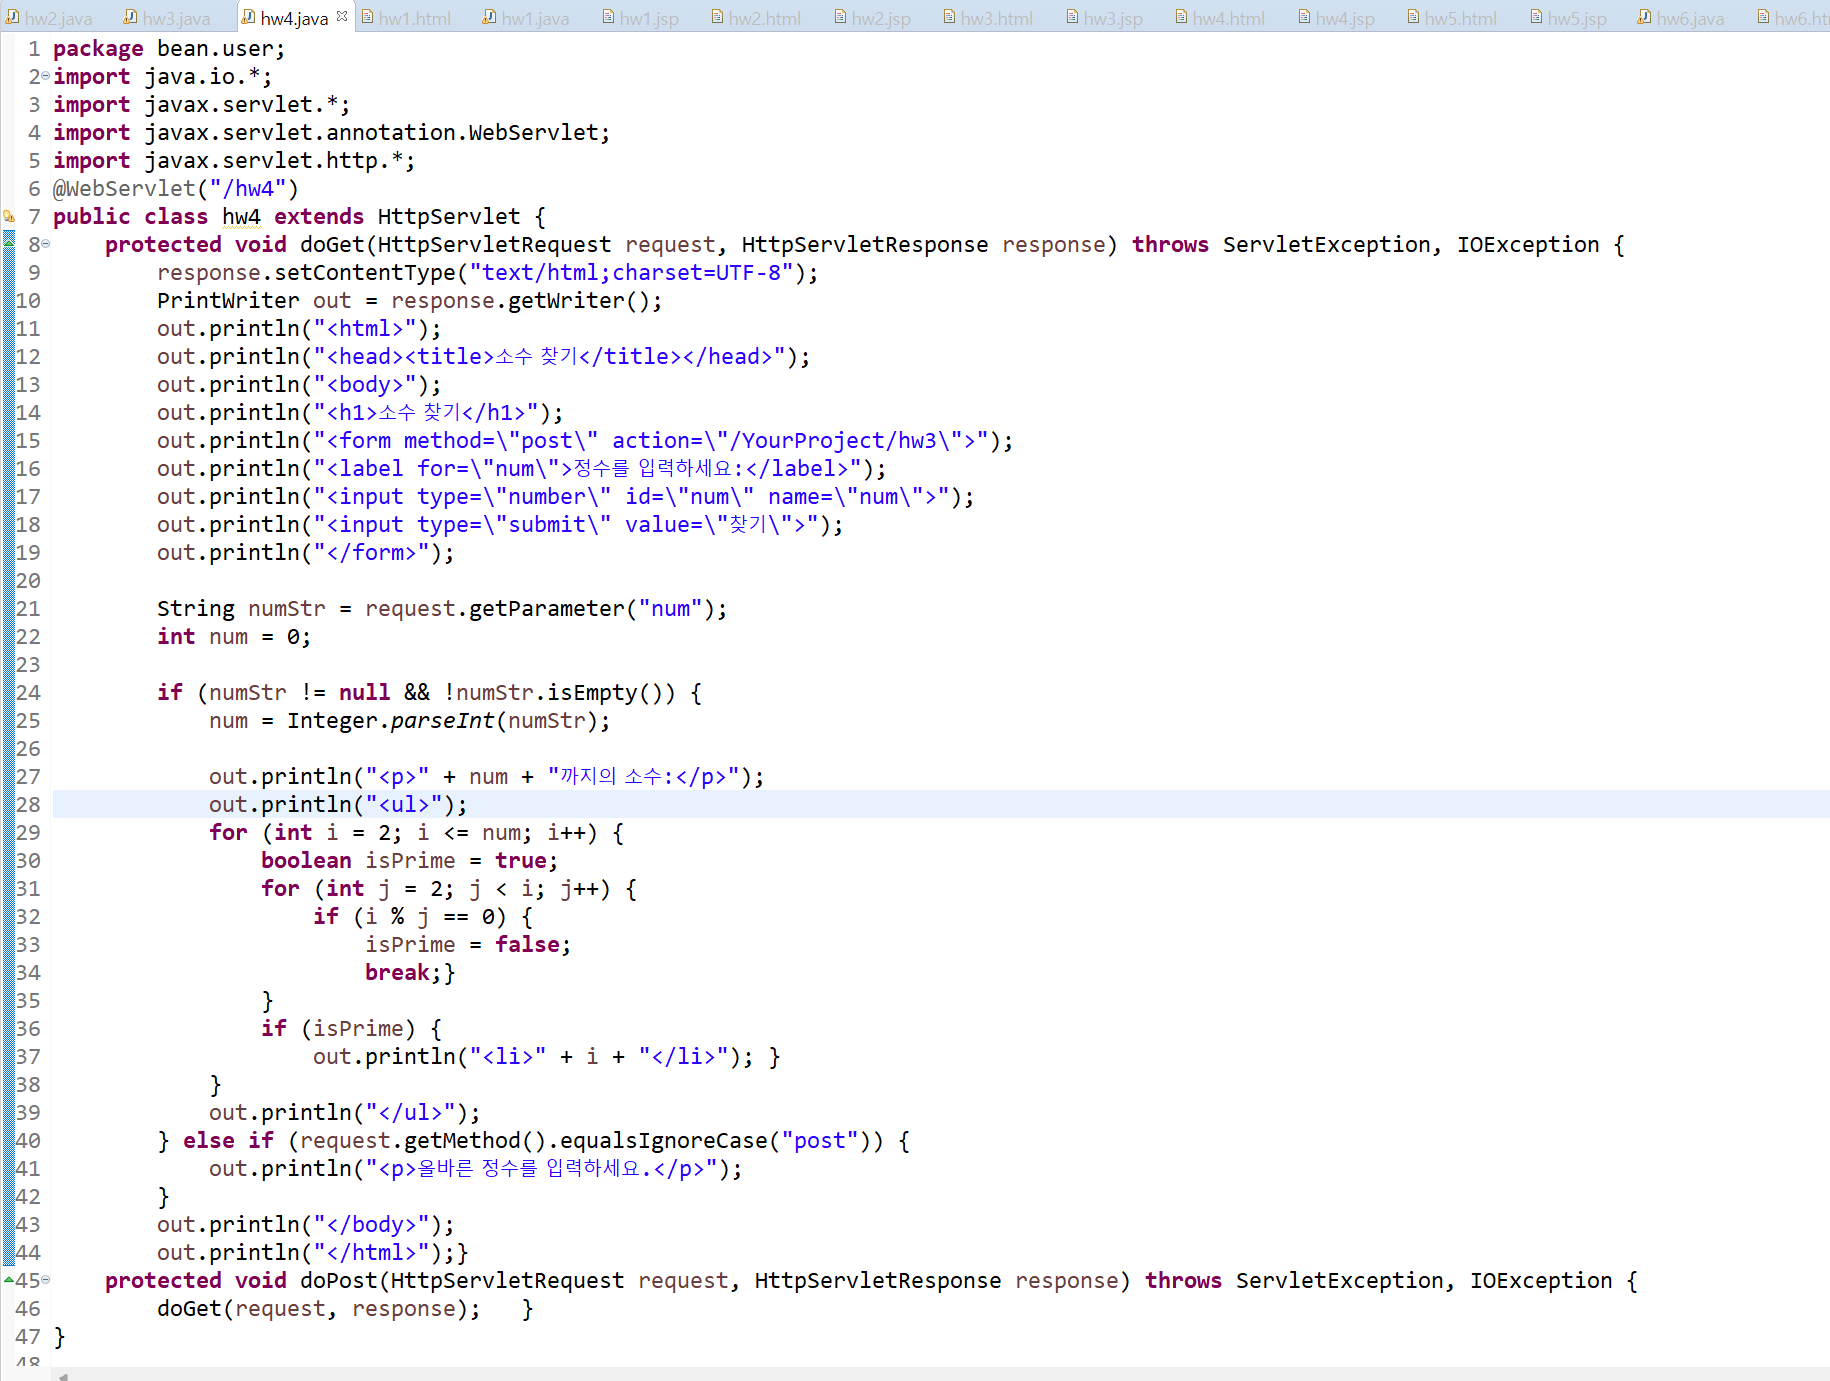 hw2.java hw3.java hw4.java hw1.html hw1.java hw1.jsp hw2.html hw2.jsp hw3.html hw3.jsp hw4.html hw4.jsp hw5.html hw5.jsp hw6.java hw6.ht
1 package bean.user;
2 import java.io.*;
3 import javax.servlet.*;
4 import javax.servlet.annotation.WebServlet;
5 import javax.servlet.http.*;
6 @WebServlet("/hw4")
7 public class hw4 extends HttpServlet {
8     protected void doGet(HttpServletRequest request, HttpServletResponse response) throws ServletException, IOException {
9         response.setContentType("text/html;charset=UTF-8");
10         PrintWriter out = response.getWriter();
11         out.println("<html>");
12         out.println("<head><title>소수 찾기</title></head>");
13         out.println("<body>");
14         out.println("<h1>소수 찾기</h1>");
15         out.println("<form method=\"post\" action=\"/YourProject/hw3\">");
16         out.println("<label for=\"num\">정수를 입력하세요:</label>");
17         out.println("<input type=\"number\" id=\"num\" name=\"num\">");
18         out.println("<input type=\"submit\" value=\"찾기\">");
19         out.println("</form>");
20
21         String numStr = request.getParameter("num");
22         int num = 0;
23
24         if (numStr != null && !numStr.isEmpty()) {
25             num = Integer.parseInt(numStr);
26
27             out.println("<p>" + num + "까지의 소수:</p>");
28             out.println("<ul>");
29             for (int i = 2; i <= num; i++) {
30                 boolean isPrime = true;
31                 for (int j = 2; j < i; j++) {
32                     if (i % j == 0) {
33                         isPrime = false;
34                         break;}
35                 }
36                 if (isPrime) {
37                     out.println("<li>" + i + "</li>"); }
38             }
39             out.println("</ul>");
40         } else if (request.getMethod().equalsIgnoreCase("post")) {
41             out.println("<p>올바른 정수를 입력하세요.</p>");
42         }
43         out.println("</body>");
44         out.println("</html>");}
45     protected void doPost(HttpServletRequest request, HttpServletResponse response) throws ServletException, IOException {
46         doGet(request, response);   }
47 }
48